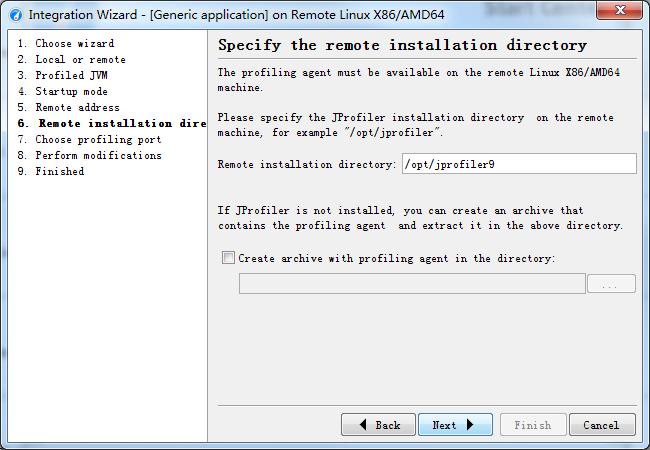 Integration Wizard - [Generic application] on Remote Linux X86/AMD64
1. Choose wizard
2. Local or remote
3. Profiled JVM
4. Startup mode
5. Remote address
6. Remote installation dire
7. Choose profiling port
8. Perform modifications
9. Finished
Specify the remote installation directory
The profiling agent must be available on the remote Linux X86/AMD64
machine.
Please specify the JProfiler installation directory on the remote
machine, for example "/opt/jprofiler".
Remote installation directory: /opt/jprofiler9
If JProfiler is not installed, you can create an archive that
contains the profiling agent and extract it in the above directory.
Create archive with profiling agent in the directory:
...
Back Next Finish Cancel